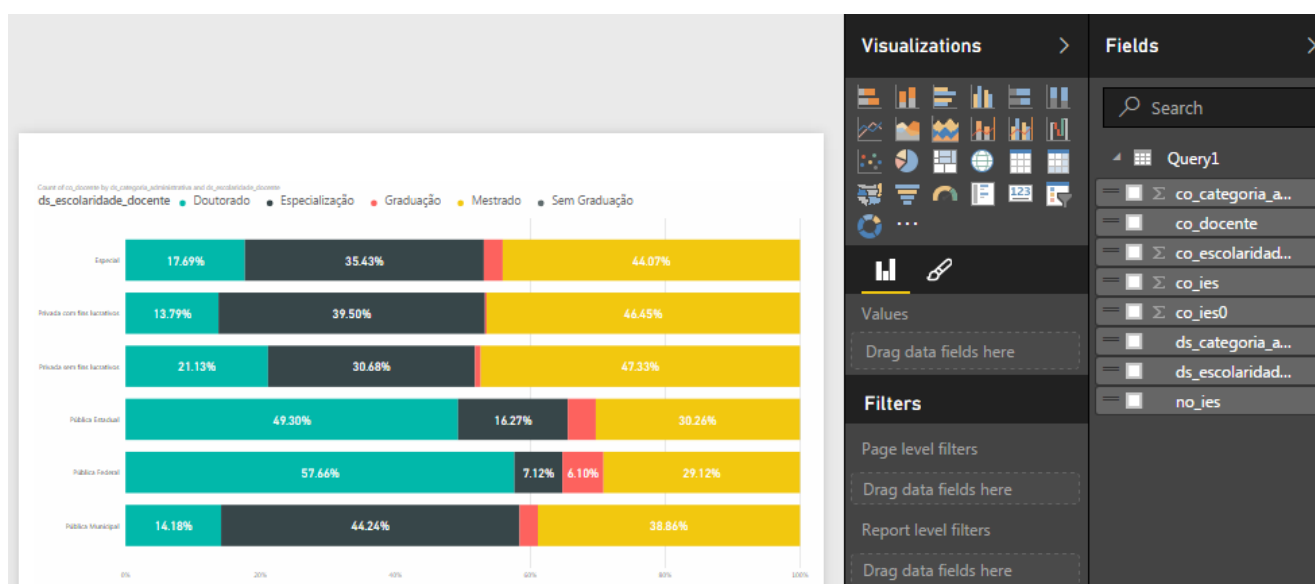 Count of co_docente by ds_categoria_administrativa and ds_escolaridade_docente
ds_escolaridade_docente Doutorado Especialização Graduação Mestrado Sem Graduação
Especial 17.69% 35.43% 44.07%
Privada com fins lucrativos 13.79% 39.50% 46.45%
Privada sem fins lucrativos 21.13% 30.68% 47.33%
Pública Estadual 49.30% 16.27% 30.26%
Pública Federal 57.66% 7.12% 6.10% 29.12%
Pública Municipal 14.18% 44.24% 38.86%
0% 20% 40% 60% 80% 100%
Visualizations
123
Values
Drag data fields here
Filters
Page level filters
Drag data fields here
Report level filters
Drag data fields here
Fields
Search
Query1
Σ co_categoria_a...
co_docente
Σ co_escolaridad...
Σ co_ies
Σ co_ies0
ds_categoria_a...
ds_escolaridad...
no_ies